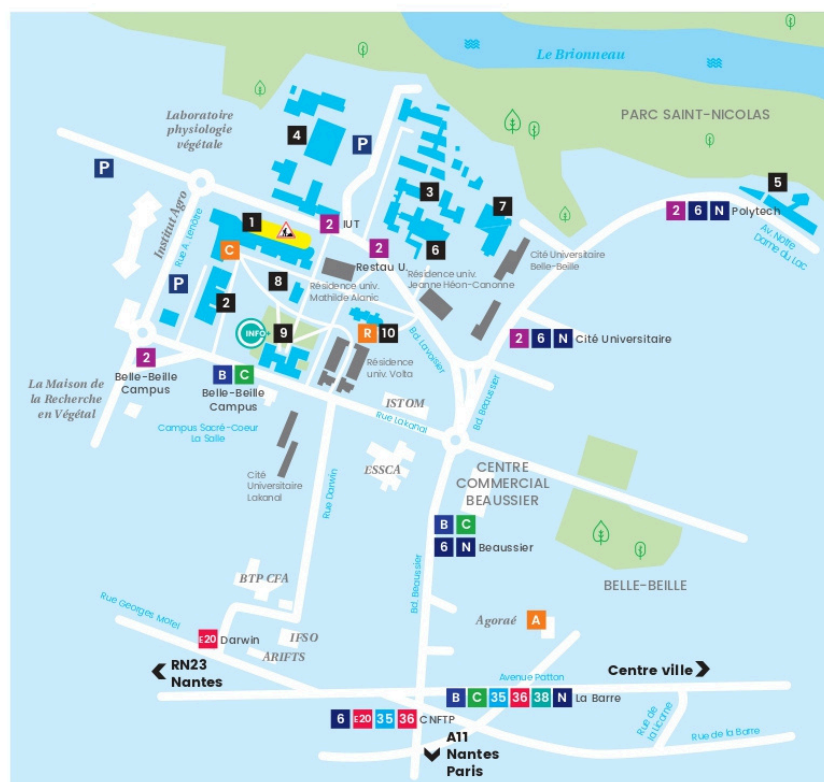 Le Brionneau
PARC SAINT-NICOLAS
Laboratoire
physiologie
végétale
4
P
P
3
7
5
2 6 N Polytech
Av. Notre
Dame du Lac
1
2 IUT
Institut Agro
Rue A. Lenôtre
C
2
Restau U.
6
Cité Universitaire
Belle-Beille
8
Résidence univ.
Mathilde Alanic
Résidence univ.
Jeanne Héon-Canonne
P
2
INFO
9
R 10
Bd. Lavoisier
2 6 N Cité Universitaire
2
Belle-Beille
Campus
B C
Belle-Beille
Campus
Résidence
univ. Volta
Bd. Beaussier
La Maison de
la Recherche
en Végétal
ISTOM
Rue Lakanal
Campus Sacré-Coeur
La Salle
Cité
Universitaire
Lakanal
Rue Darwin
ESSCA
CENTRE
COMMERCIAL
BEAUSSIER
B C
6 N Beaussier
Bd. Beaussier
BELLE-BEILLE
BTP CFA
Rue Georges Morel
E20 Darwin
IFSO
ARIFTS
Agoraé A
RN23
Nantes
Avenue Patton
Centre ville
B C 35 36 38 N La Barre
6 E20 35 36 CNFTP
Rue de
la Licorne
Rue de la Barre
A11
Nantes
Paris